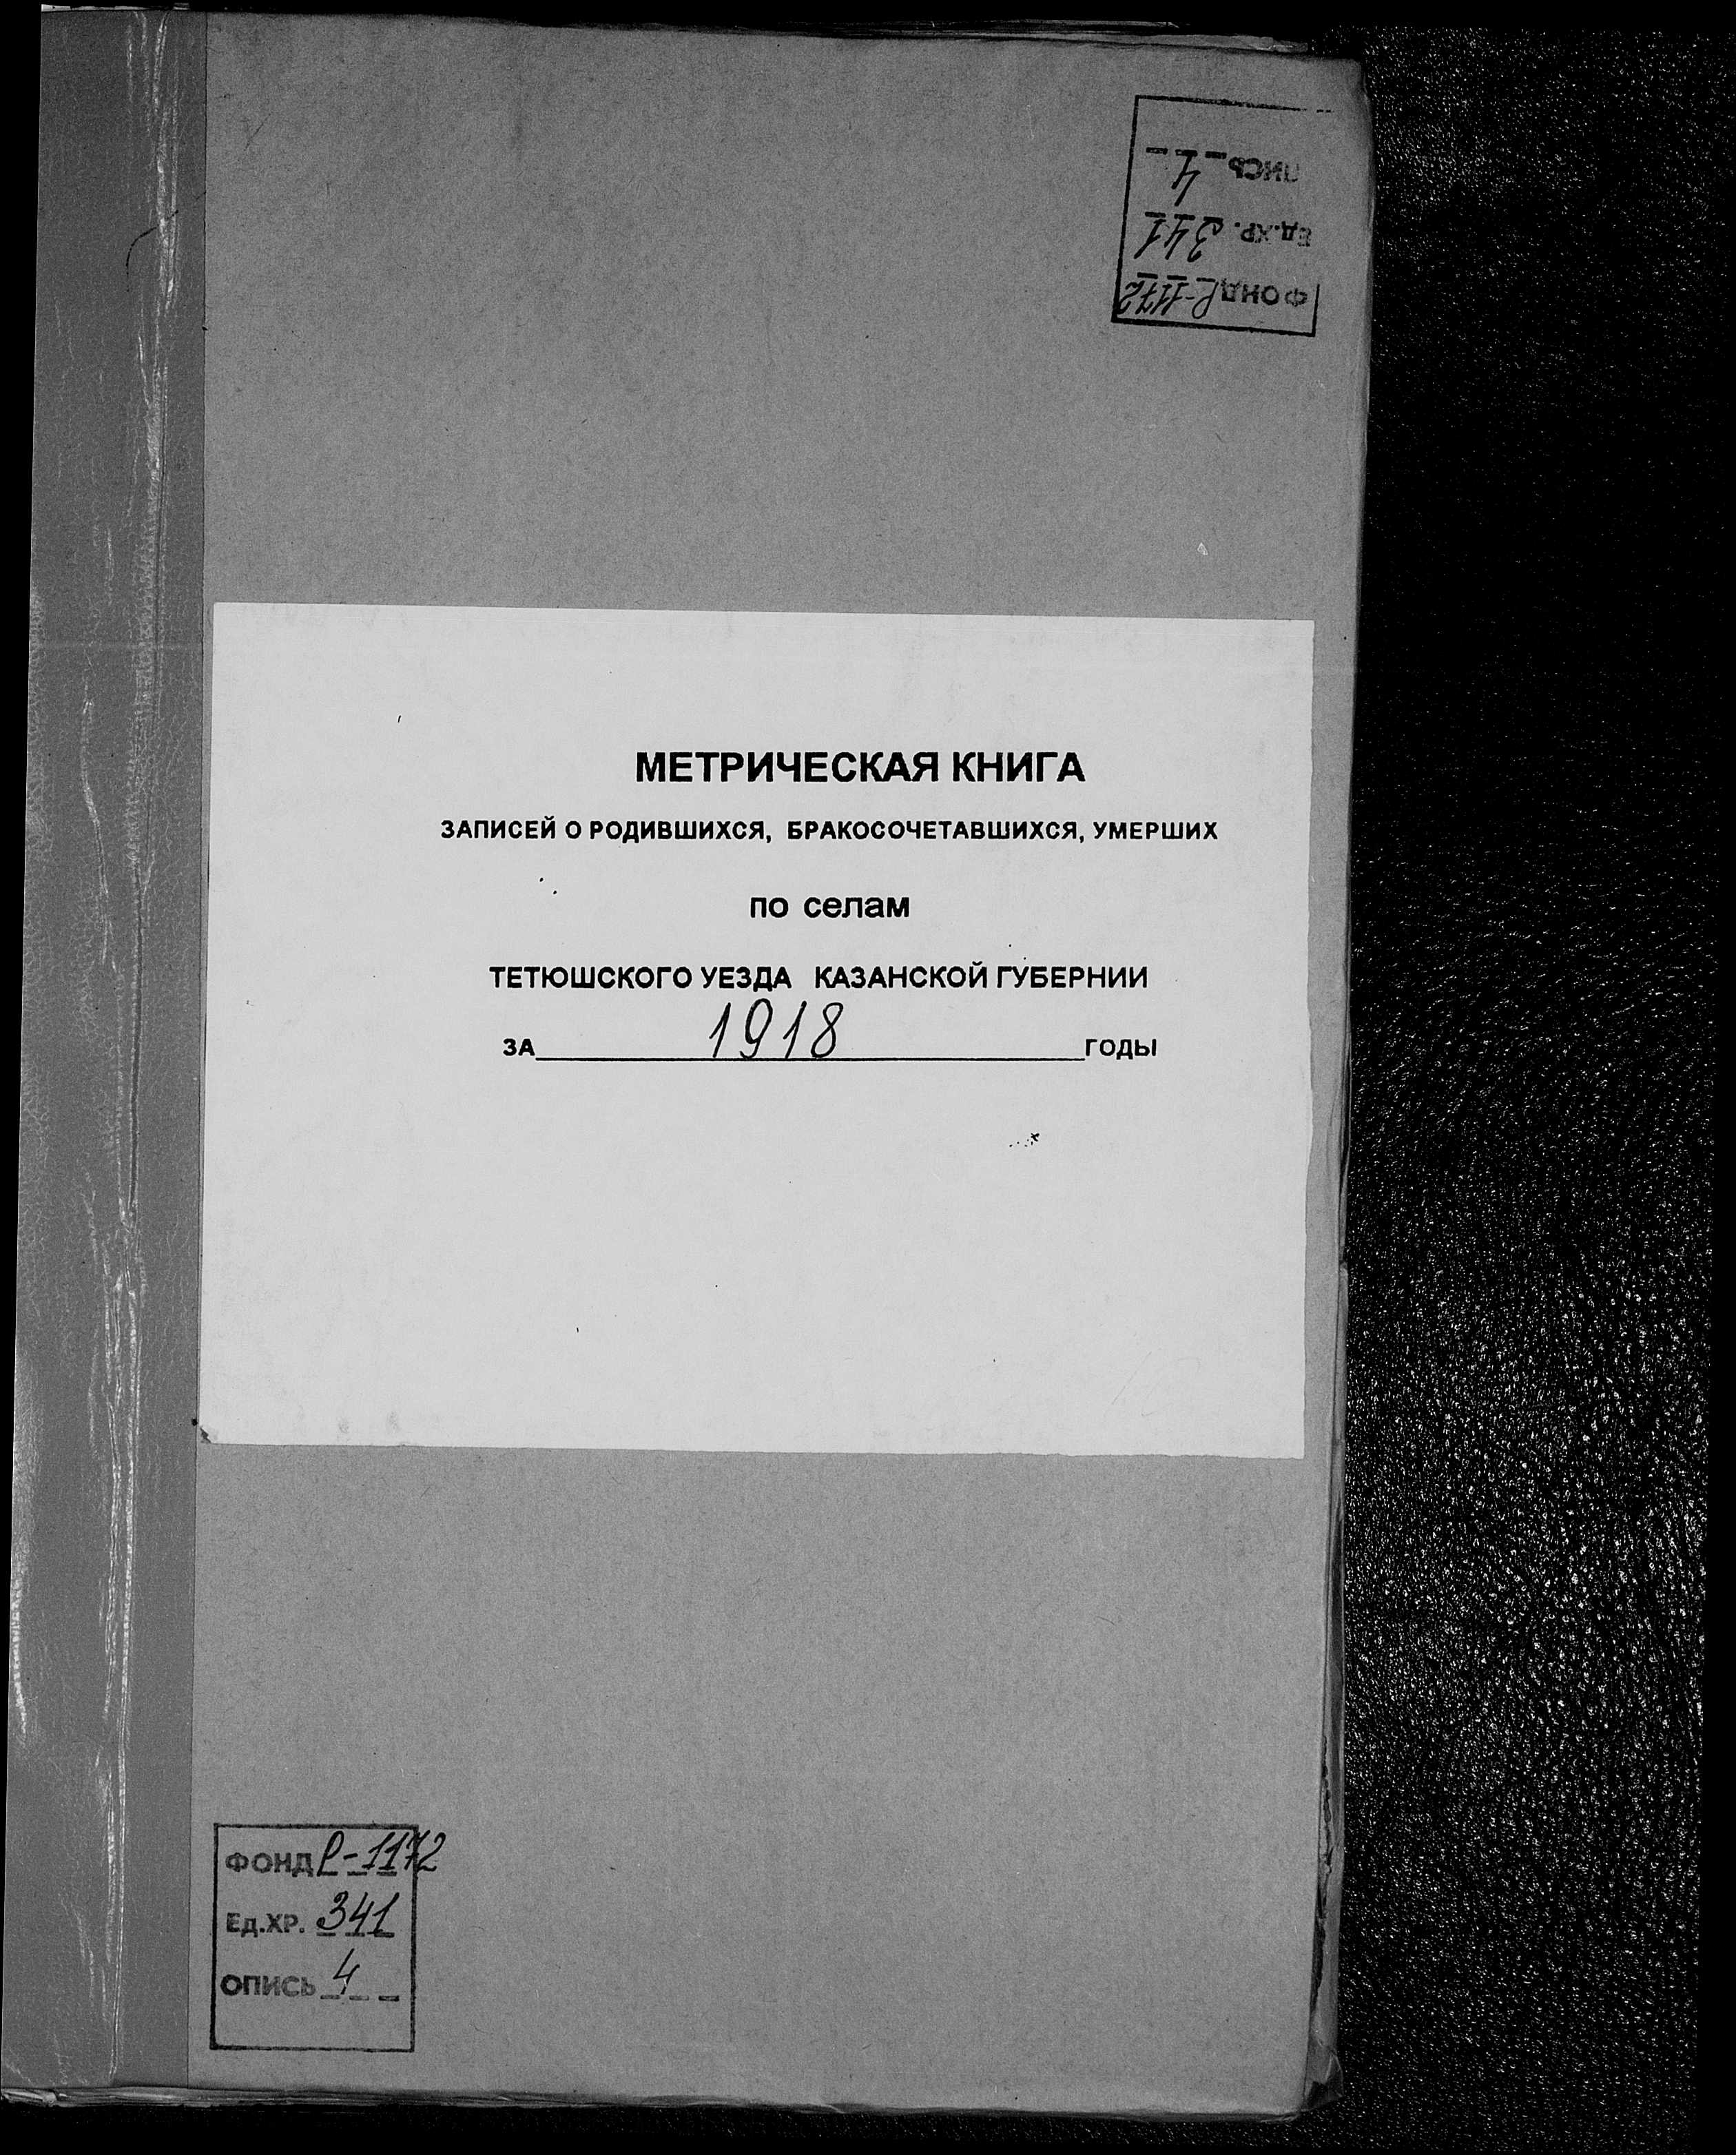 ПИСЬ 4
Ед.ХР. 341
ФОНД Р-1172
МЕТРИЧЕСКАЯ КНИГА
ЗАПИСЕЙ О РОДИВШИХСЯ, БРАКОСОЧЕТАВШИХСЯ, УМЕРШИХ
по селам
ТЕТЮШСКОГО УЕЗДА КАЗАНСКОЙ ГУБЕРНИИ
ЗА 1918 ГОДЫ
ФОНД Р-1172
Ед.ХР. 341
ОПИСЬ 4